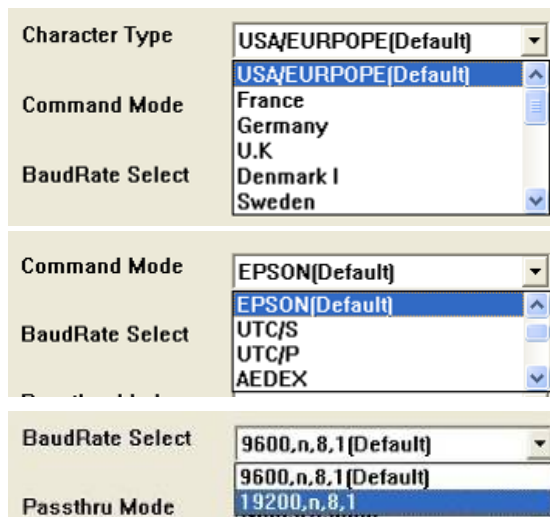 Character Type USA/EURPOPE(Default)
USA/EURPOPE(Default)
Command Mode France
Germany
U.K
BaudRate Select Denmark I
Sweden
Command Mode EPSON(Default)
EPSON(Default)
BaudRate Select UTC/S
UTC/P
AEDEX
BaudRate Select 9600,n,8,1(Default)
9600,n,8,1(Default)
Passthru Mode 19200,n,8,1